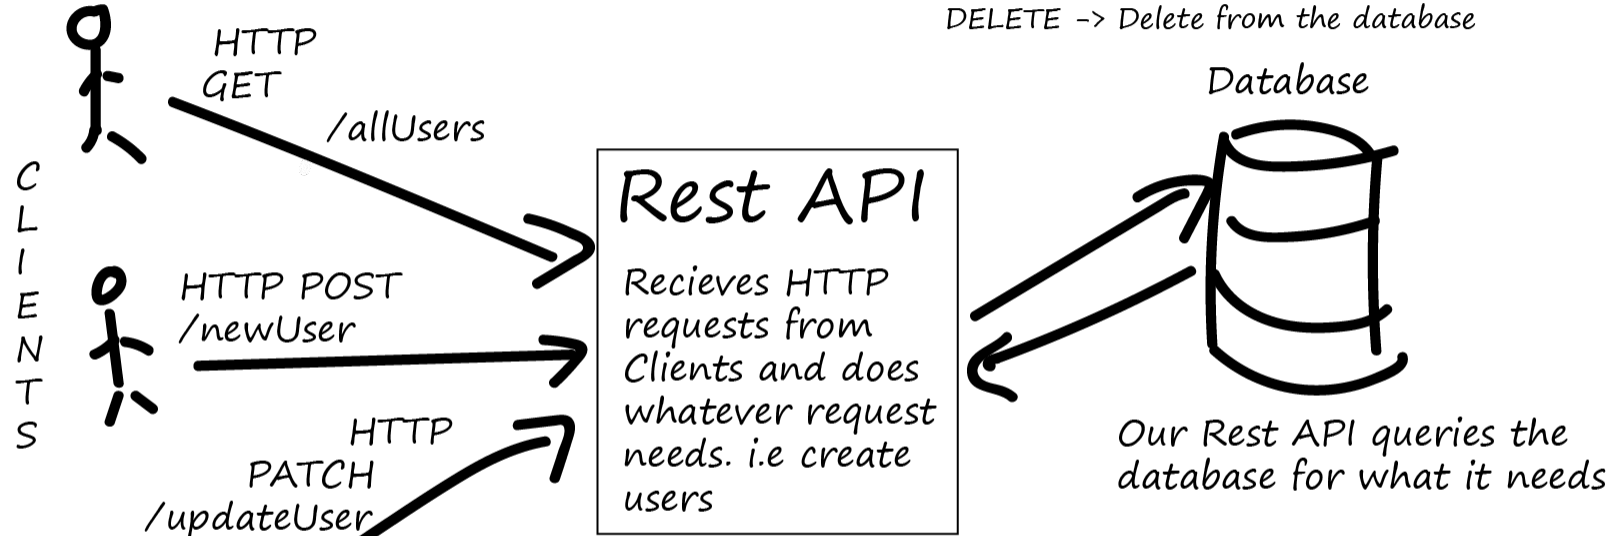 DELETE -> Delete from the database
HTTP
GET
/allUsers
Database
CLIENTS
Rest API
HTTP POST
/newUser
Recieves HTTP
requests from
Clients and does
whatever request
needs. i.e create
users
HTTP
PATCH
/updateUser
Our Rest API queries the
database for what it needs